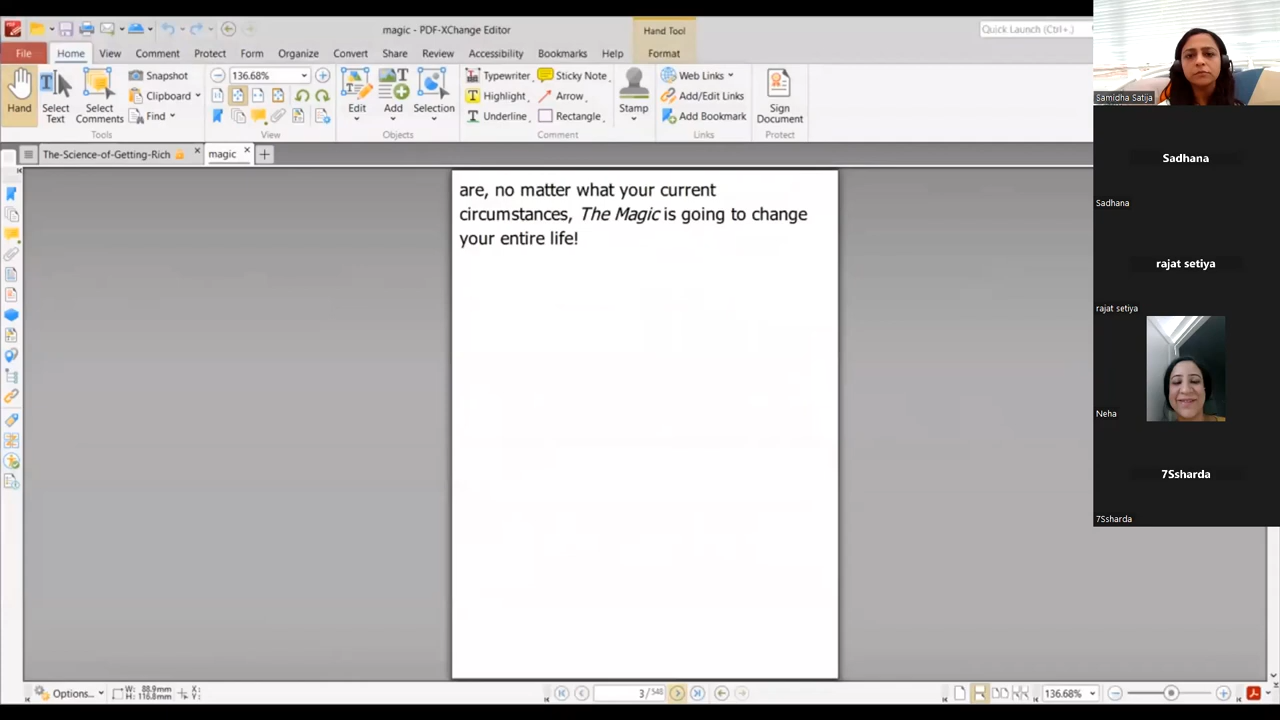 magic - PDF-XChange Editor
Hand Tool
Quick Launch (Ctrl+.)
File
Home
View
Comment
Protect
Form
Organize
Convert
Share
Review
Accessibility
Bookmarks
Help
Format
Hand
Select Text
Select Comments
Snapshot
Clipboard
Find
Tools
136.68%
View
Edit
Add
Selection
Objects
Typewriter
Highlight
Underline
Sticky Note
Arrow
Rectangle
Comment
Stamp
Web Links
Add/Edit Links
Add Bookmark
Links
Sign Document
Protect
The-Science-of-Getting-Rich
magic
are, no matter what your current
circumstances, The Magic is going to change
your entire life!
Samidha Satija
Sadhana
Sadhana
rajat setiya
rajat setiya
Neha
7Ssharda
7Ssharda
Options...
W: 88.9mm
H: 116.8mm
X:
Y:
3 / 548
136.68%